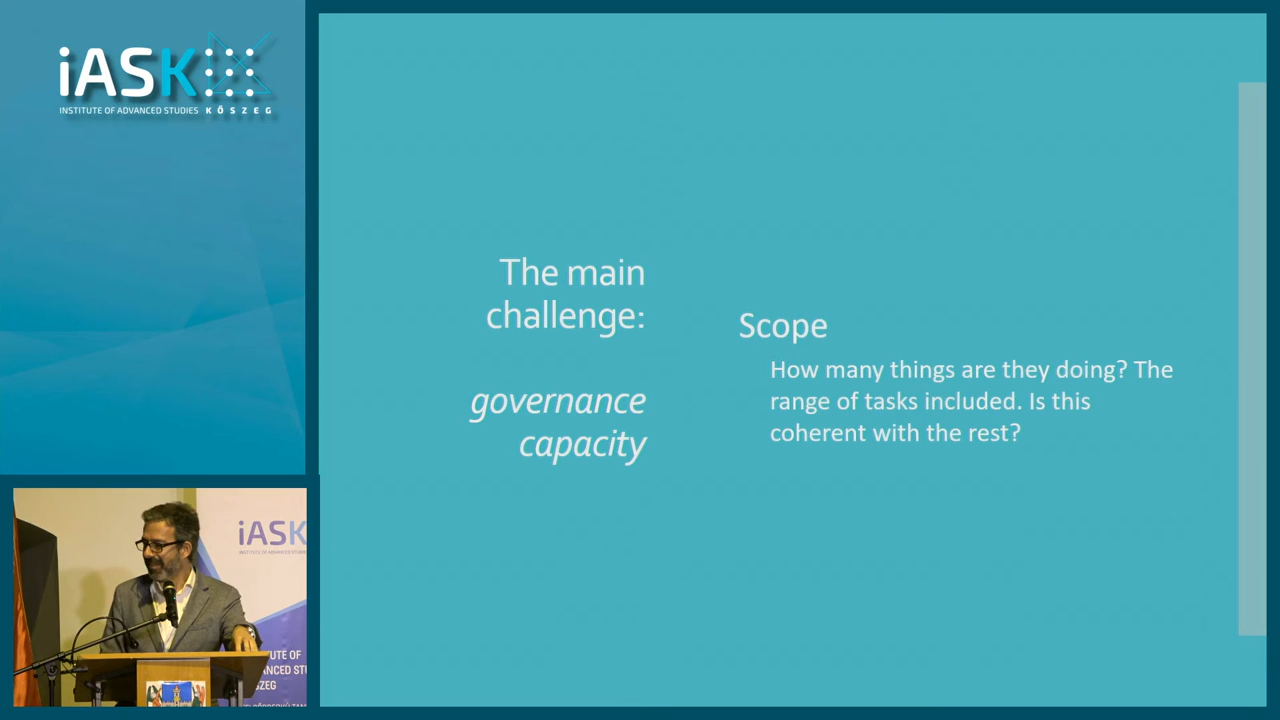 iASK
INSTITUTE OF ADVANCED STUDIES KŐSZEG
The main
challenge:
governance
capacity
Scope
How many things are they doing? The
range of tasks included. Is this
coherent with the rest?
iASK
INSTITUTE OF ADVANCED